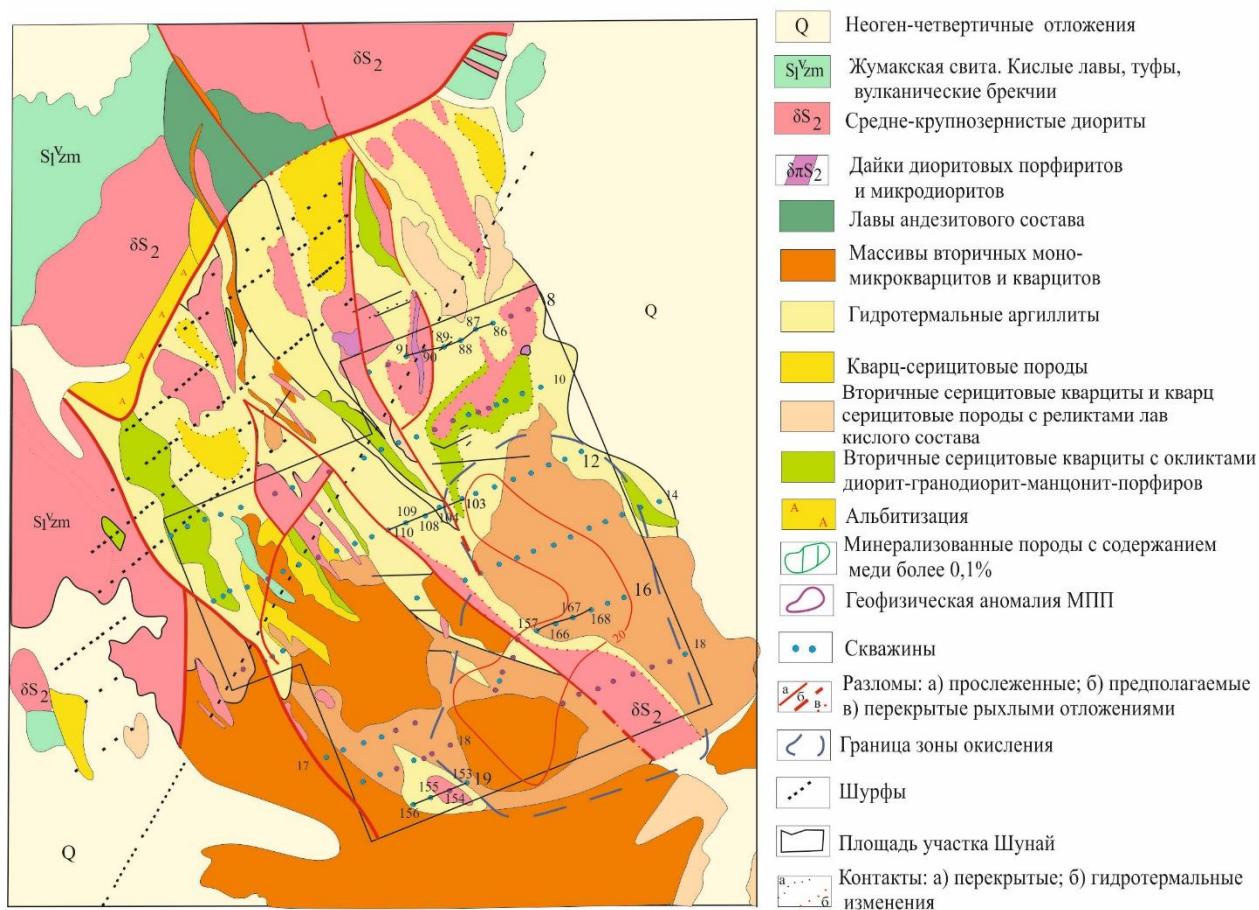 Q Неоген-четвертичные отложения
S₁ᵛzm Жумакская свита. Кислые лавы, туфы,
вулканические брекчии
δS₂ Средне-крупнозернистые диориты
δπS₂ Дайки диоритовых порфиритов
и микродиоритов
Лавы андезитового состава
Массивы вторичных моно-
микрокварцитов и кварцитов
Гидротермальные аргиллиты
Кварц-серицитовые породы
Вторичные серицитовые кварциты и кварц
серицитовые породы с реликтами лав
кислого состава
Вторичные серицитовые кварциты с окликтами
диорит-гранодиорит-манцонит-порфиров
А А Альбитизация
Минерализованные породы с содержанием
меди более 0,1%
Геофизическая аномалия МПП
Скважины
а б в Разломы: а) прослеженные; б) предполагаемые
в) перекрытые рыхлыми отложениями
Граница зоны окисления
Шурфы
Площадь участка Шунай
а б Контакты: а) перекрытые; б) гидротермальные
изменения
δS₂
Q
S₁ᵛzm
δS₂
А
А
А
А
Q
8
87 86
89
88
91 90
10
12
14
103
109 104
108
110
S₁ᵛzm
16
167
168
157
166
20
18
δS₂
δS₂
17
18
153 19
155
154
156
Q